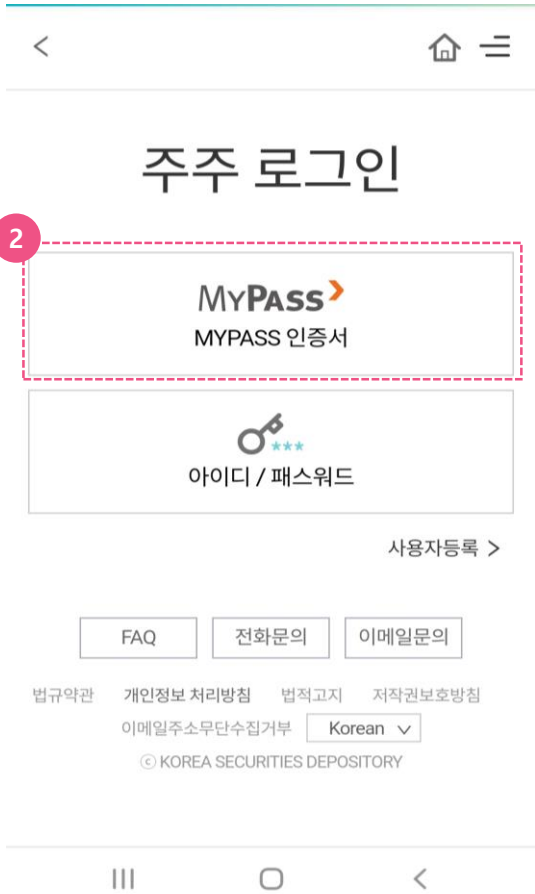 주주 로그인
2
MYPASS
MYPASS 인증서
***
아이디 / 패스워드
사용자등록 >
FAQ 전화문의 이메일문의
법규약관 개인정보 처리방침 법적고지 저작권보호방침
이메일주소무단수집거부 Korean
ⓒ KOREA SECURITIES DEPOSITORY